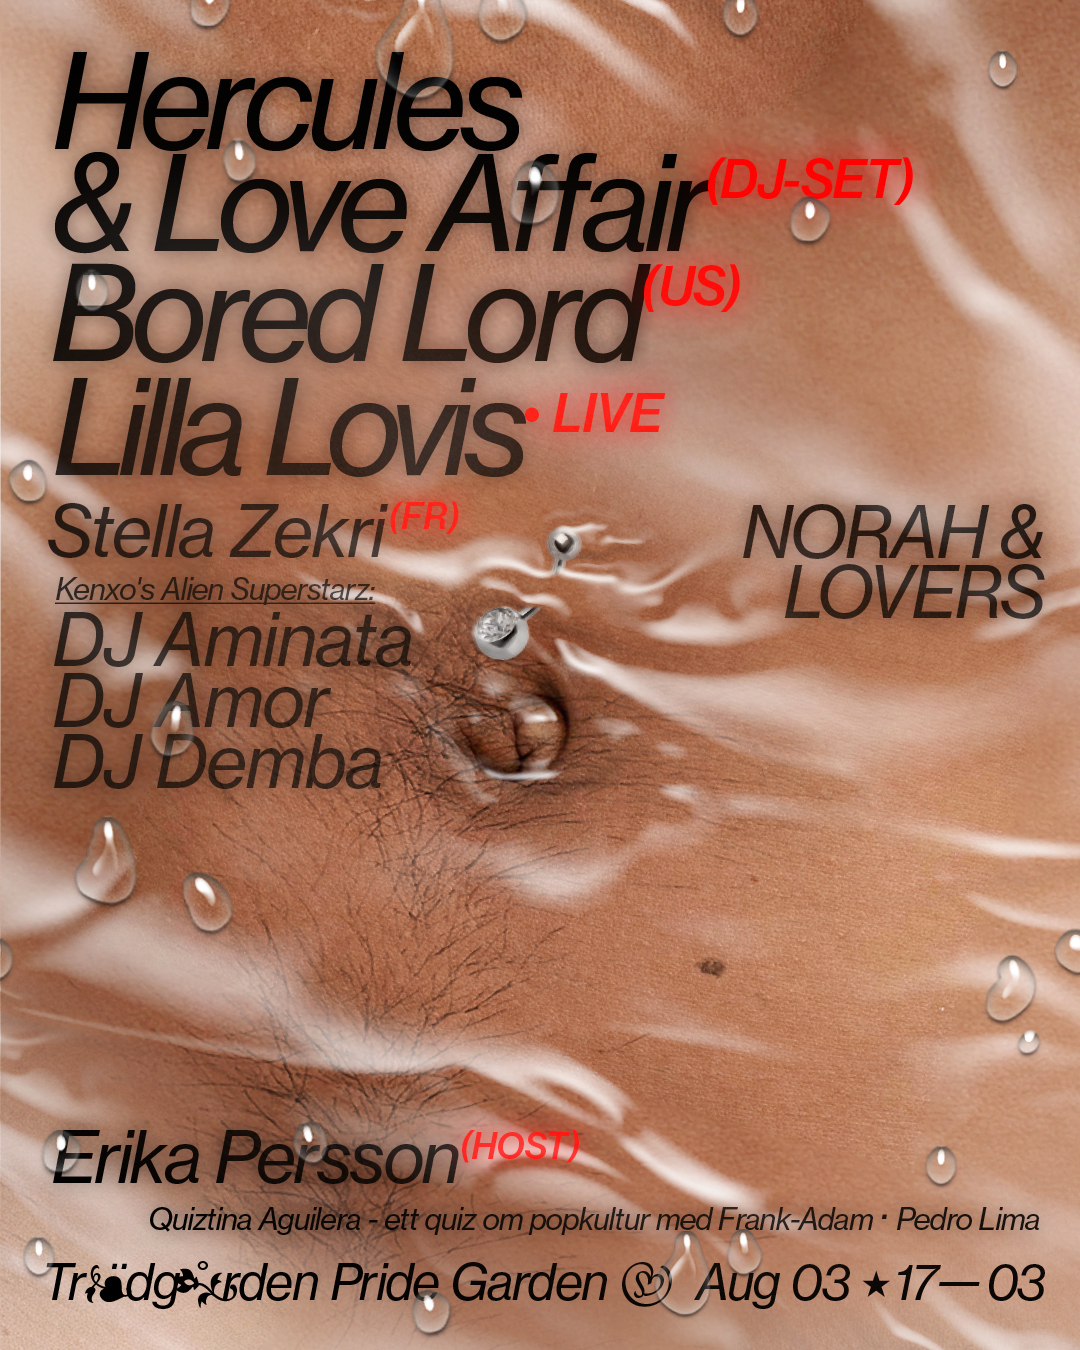 Hercules
& Love Affair (DJ-SET)
Bored Lord (US)
Lilla Lovis • LIVE
Stella Zekri (FR)
Kenxo's Alien Superstarz:
DJ Aminata
DJ Amor
DJ Demba
NORAH &
LOVERS
Erika Persson (HOST)
Quiztina Aguilera - ett quiz om popkultur med Frank-Adam · Pedro Lima
Trädgården Pride Garden Aug 03 ★ 17—03